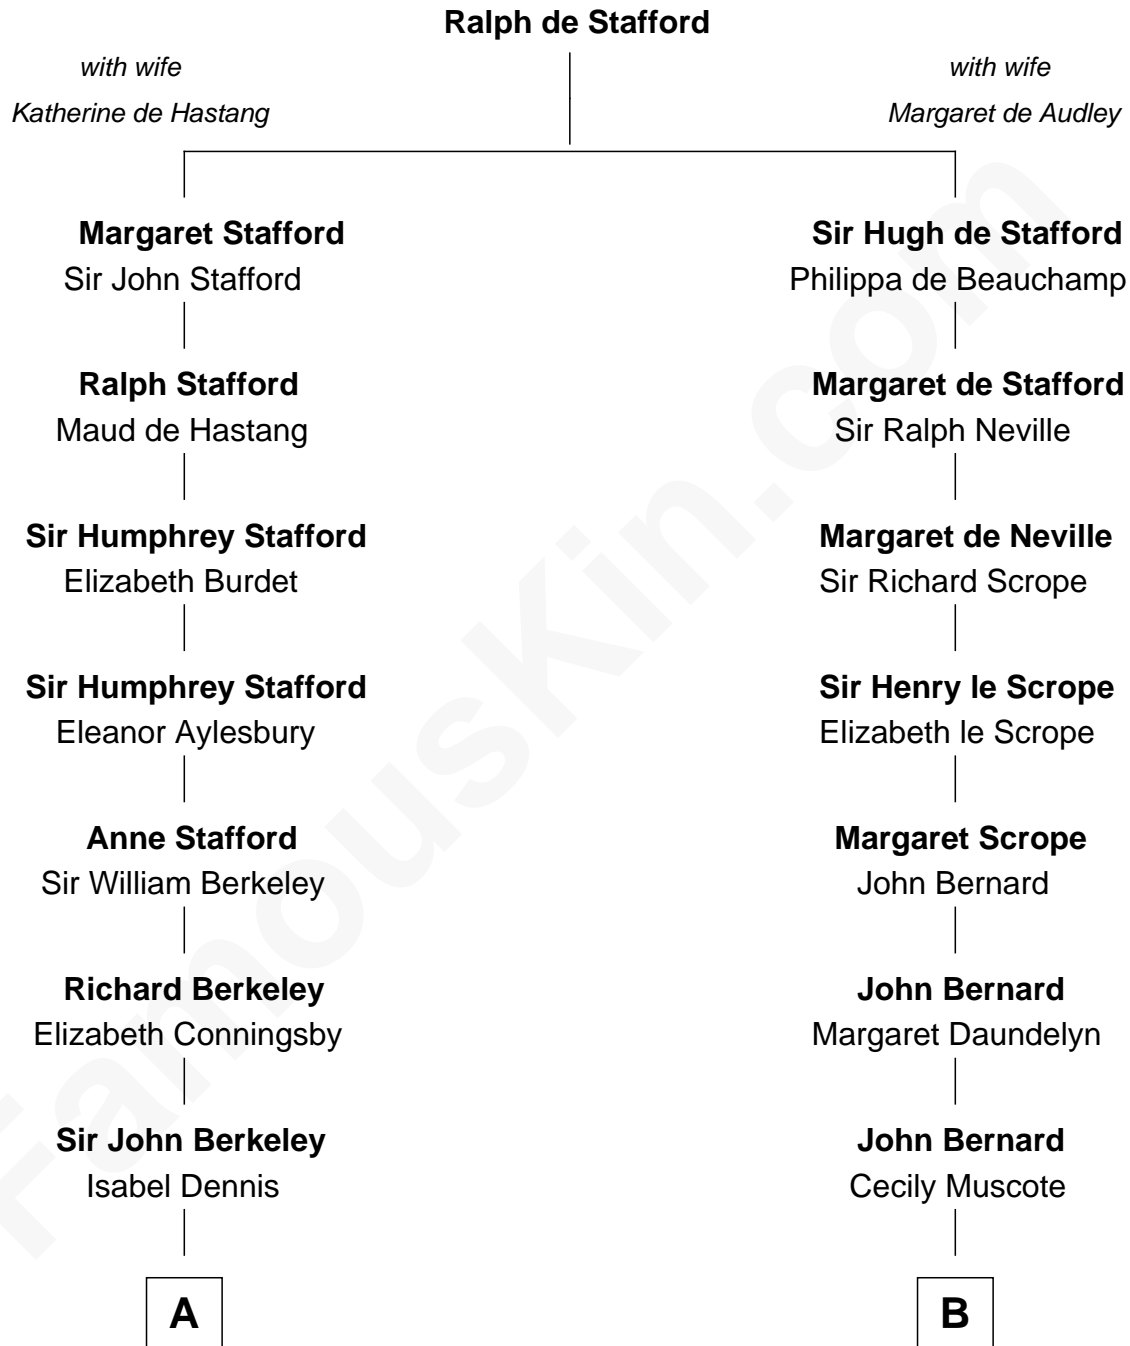 Ralph de Stafford
with wife
Katherine de Hastang
with wife
Margaret de Audley
Margaret Stafford
Sir John Stafford
Ralph Stafford
Maud de Hastang
Sir Humphrey Stafford
Elizabeth Burdet
Sir Humphrey Stafford
Eleanor Aylesbury
Anne Stafford
Sir William Berkeley
Richard Berkeley
Elizabeth Conningsby
Sir John Berkeley
Isabel Dennis
A
Sir Hugh de Stafford
Philippa de Beauchamp
Margaret de Stafford
Sir Ralph Neville
Margaret de Neville
Sir Richard Scrope
Sir Henry le Scrope
Elizabeth le Scrope
Margaret Scrope
John Bernard
John Bernard
Margaret Daundelyn
John Bernard
Cecily Muscote
B
FamousKin.com